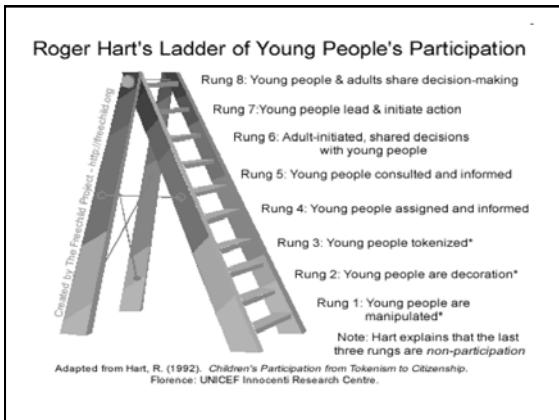 Roger Hart's Ladder of Young People's Participation
Rung 8: Young people & adults share decision-making
Rung 7:Young people lead & initiate action
Rung 6: Adult-initiated, shared decisions
with young people
Rung 5: Young people consulted and informed
Rung 4: Young people assigned and informed
Rung 3: Young people tokenized*
Rung 2: Young people are decoration*
Rung 1: Young people are
manipulated*
Note: Hart explains that the last
three rungs are non-participation
Created by The Freechild Project - http://freechild.org
Adapted from Hart, R. (1992). Children's Participation from Tokenism to Citizenship.
Florence: UNICEF Innocenti Research Centre.